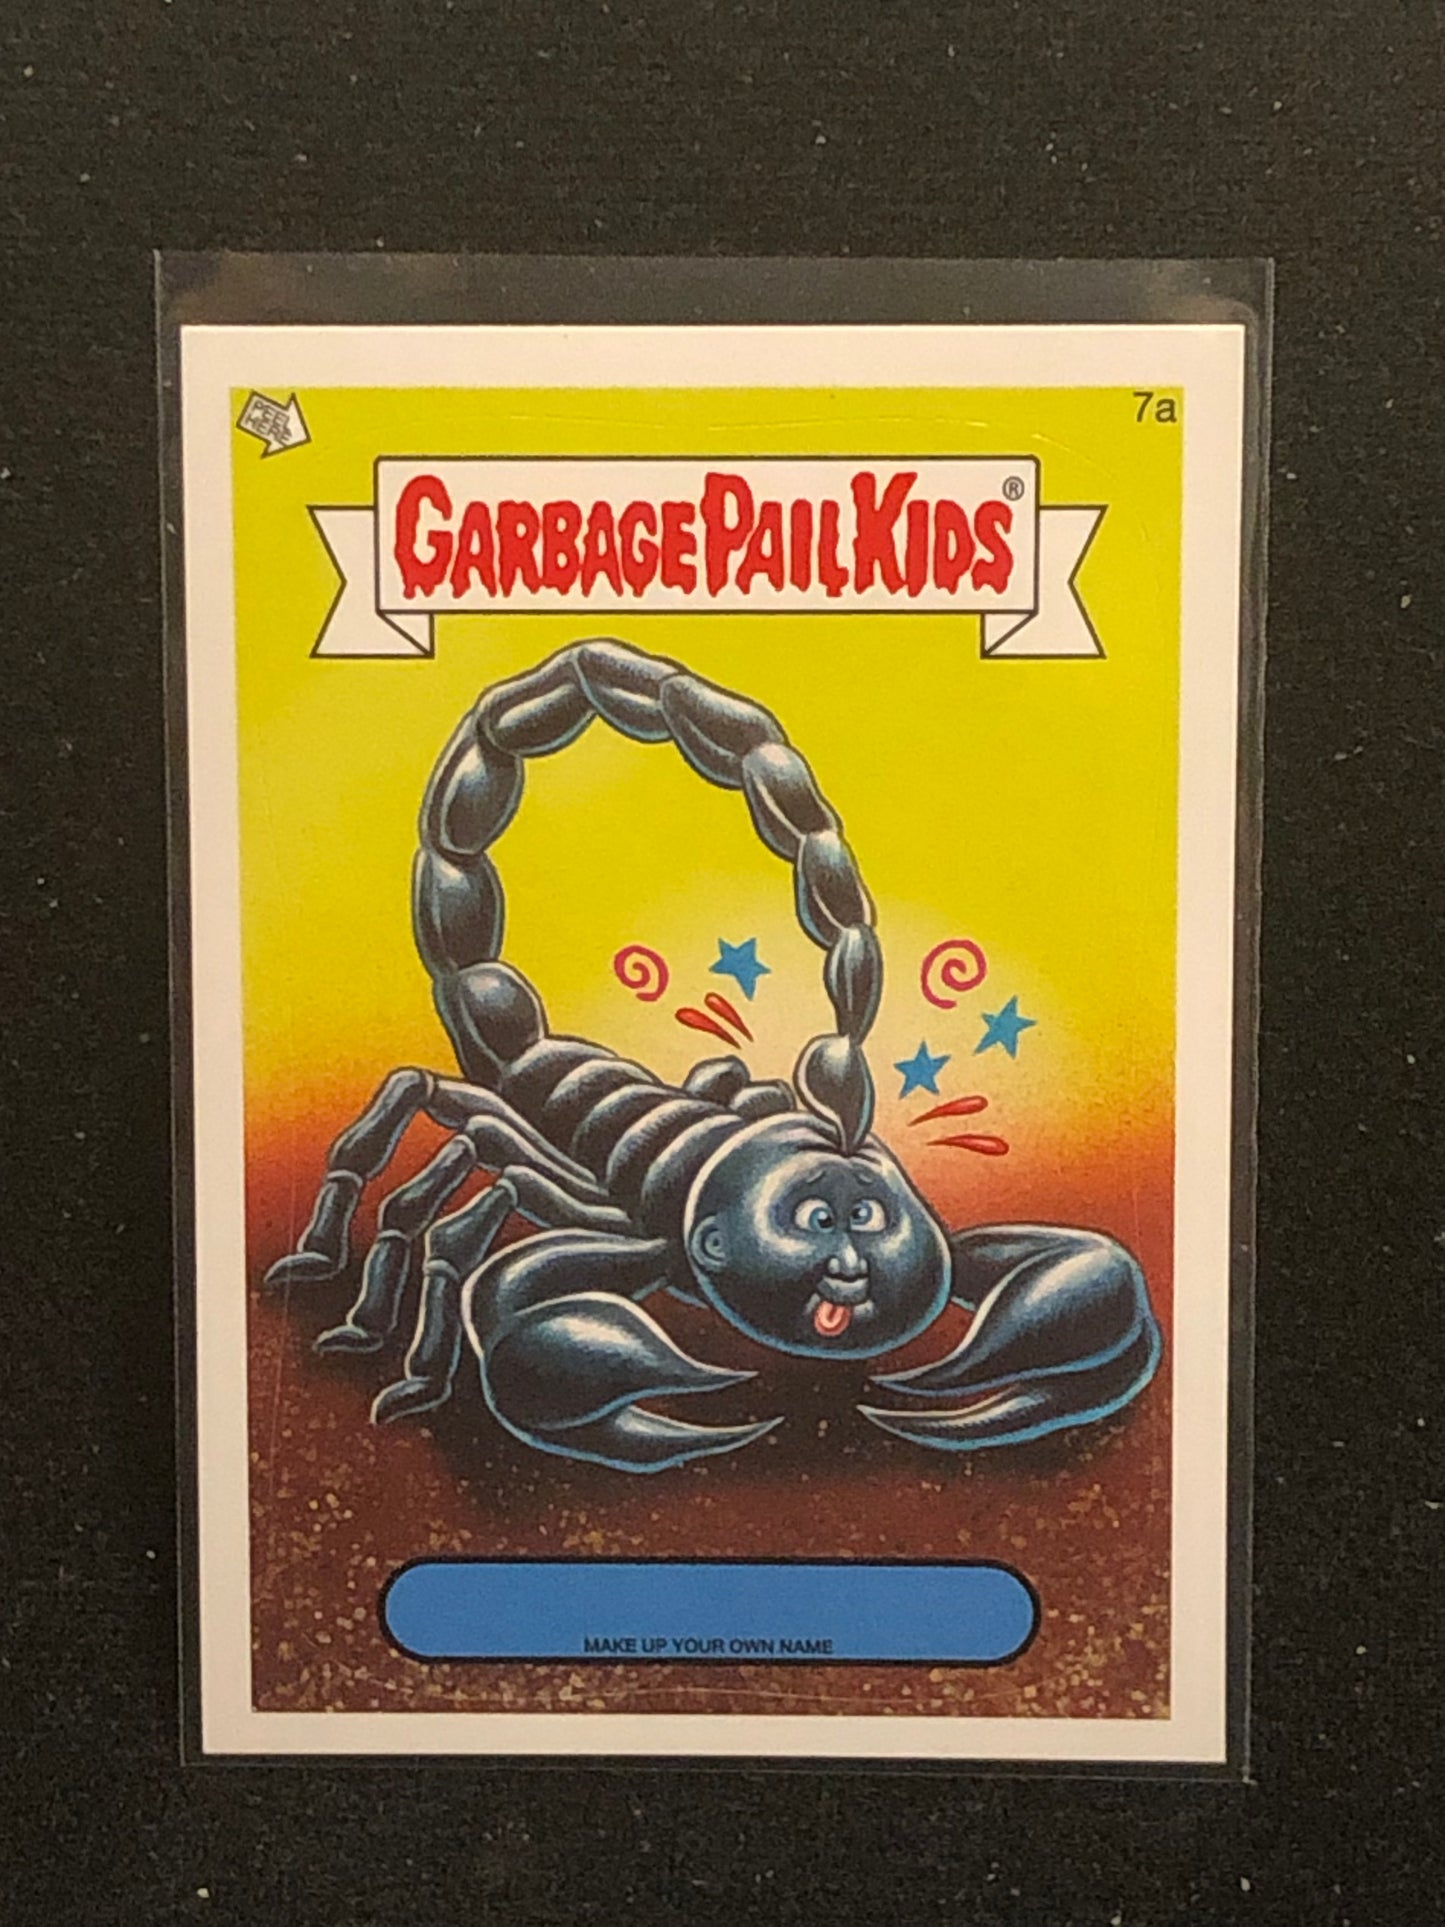 PEEL
HERE
7a
GARBAGE PAIL KIDS®
MAKE UP YOUR OWN NAME